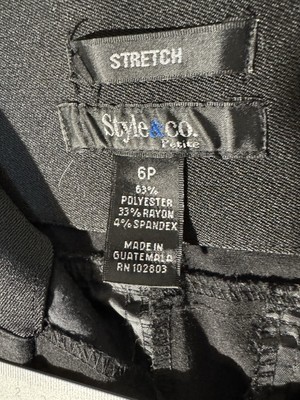 STRETCH
Style&co.
Petite
6P
63%
POLYESTER
33% RAYON
4% SPANDEX
MADE IN
GUATEMALA
RN 102803